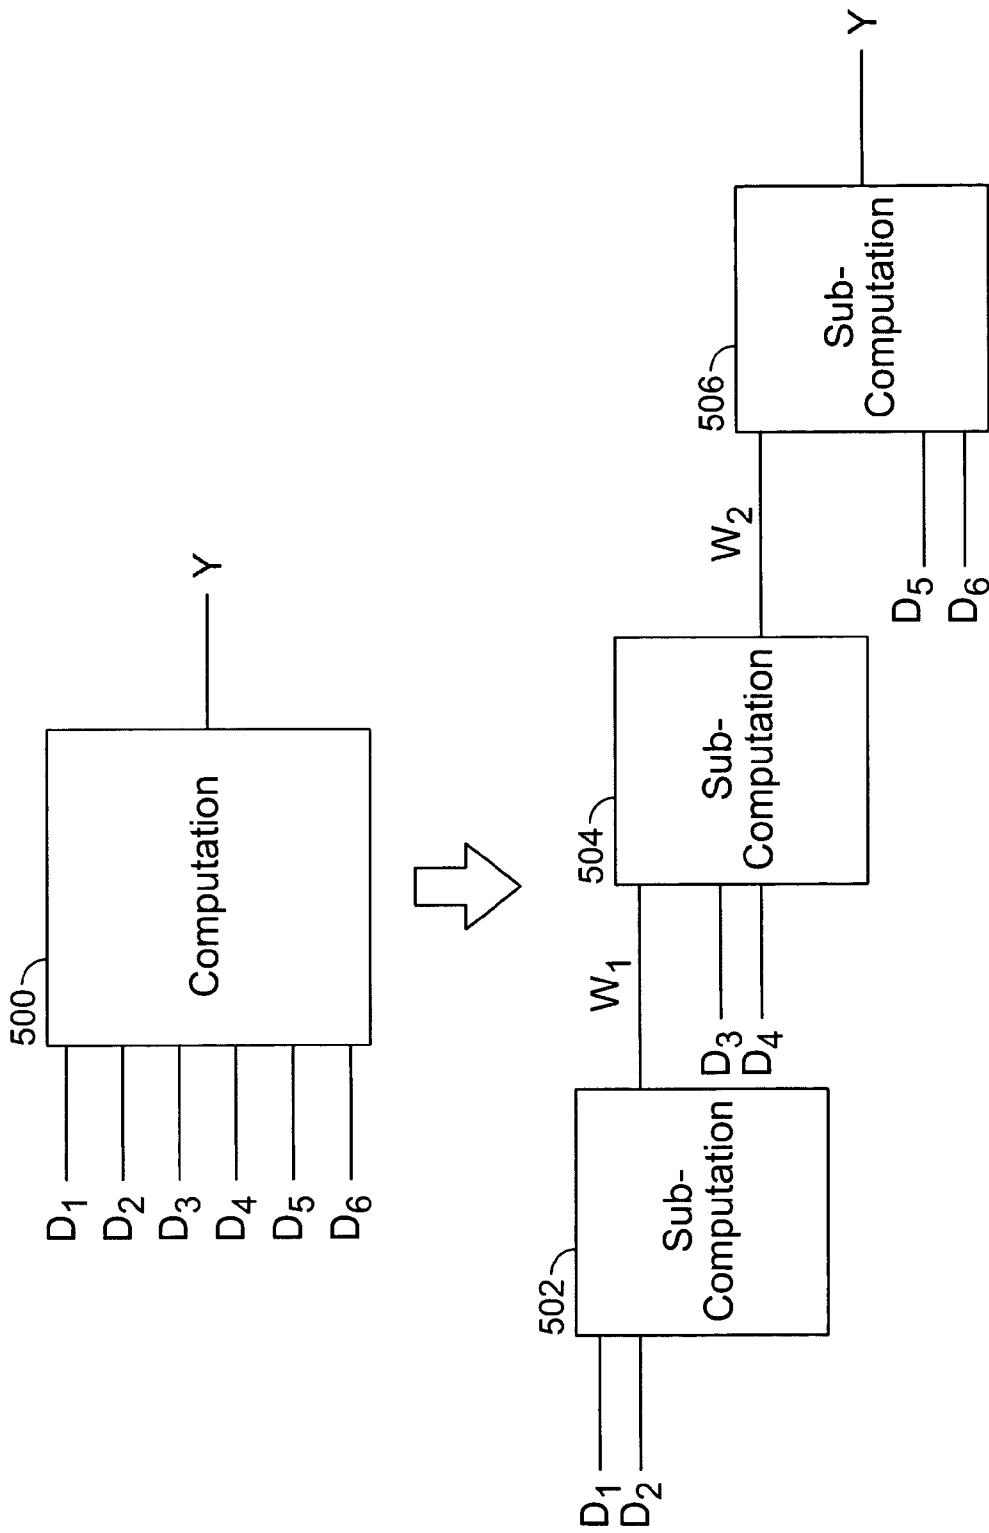 500
D1
D2
D3
D4
D5
D6
Computation
Y
502
D1
D2
Sub-
Computation
W1
504
D3
D4
Sub-
Computation
W2
506
D5
D6
Sub-
Computation
Y